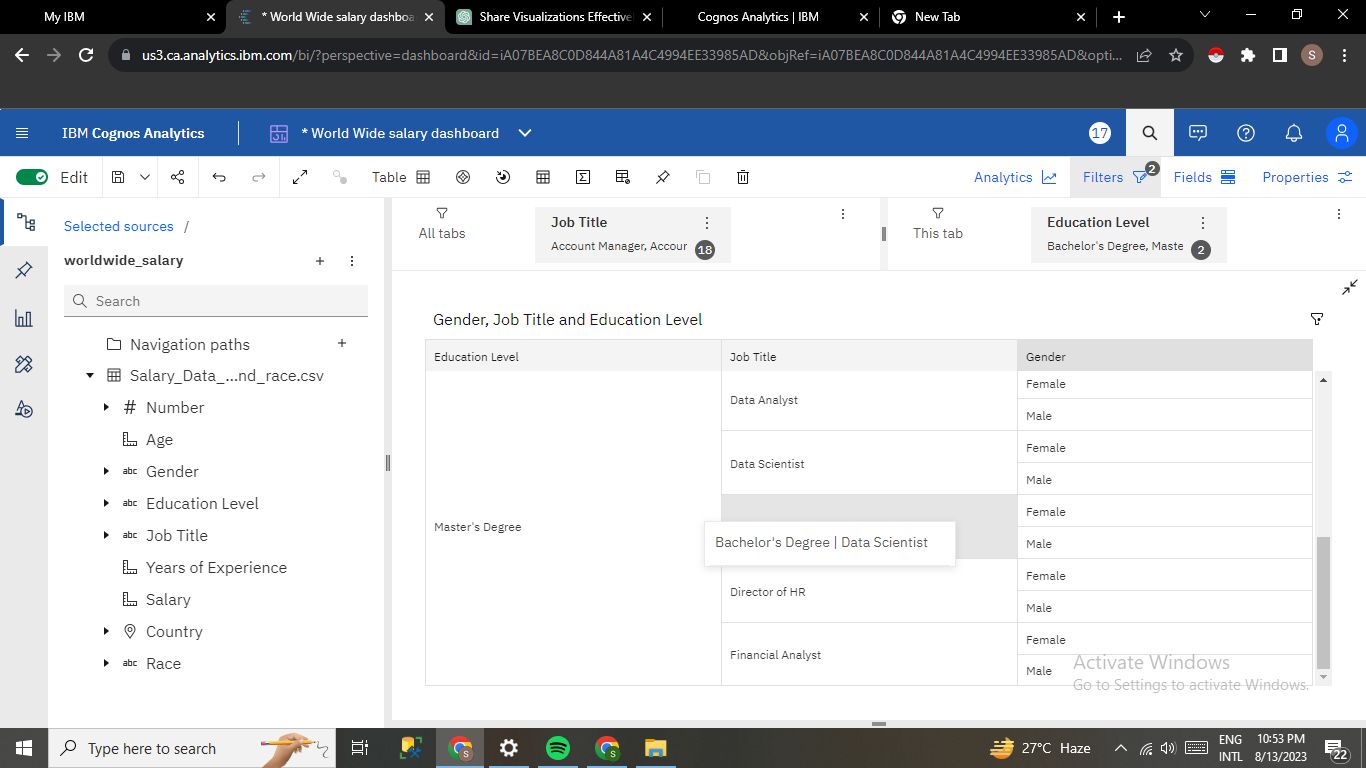 My IBM
* World Wide salary dashboa
Share Visualizations Effective
Cognos Analytics | IBM
New Tab
us3.ca.analytics.ibm.com/bi/?perspective=dashboard&id=iA07BEA8C0D844A81A4C4994EE33985AD&objRef=iA07BEA8C0D844A81A4C4994EE33985AD&opti...
S
IBM Cognos Analytics
* World Wide salary dashboard
17
Edit
Table
Analytics
Filters
2
Fields
Properties
Selected sources /
worldwide_salary
Search
Navigation paths
Salary_Data_...nd_race.csv
# Number
Age
abc Gender
abc Education Level
abc Job Title
Years of Experience
Salary
Country
abc Race
All tabs
Job Title
Account Manager, Accour
18
This tab
Education Level
Bachelor's Degree, Maste
2
Gender, Job Title and Education Level
Education Level Job Title Gender
Master's Degree
Data Analyst
Female
Male
Data Scientist
Female
Male
Bachelor's Degree | Data Scientist
Female
Male
Director of HR
Female
Male
Financial Analyst
Female
Male
Activate Windows
Go to Settings to activate Windows.
Type here to search
27°C Haze
ENG
INTL
10:53 PM
8/13/2023
22